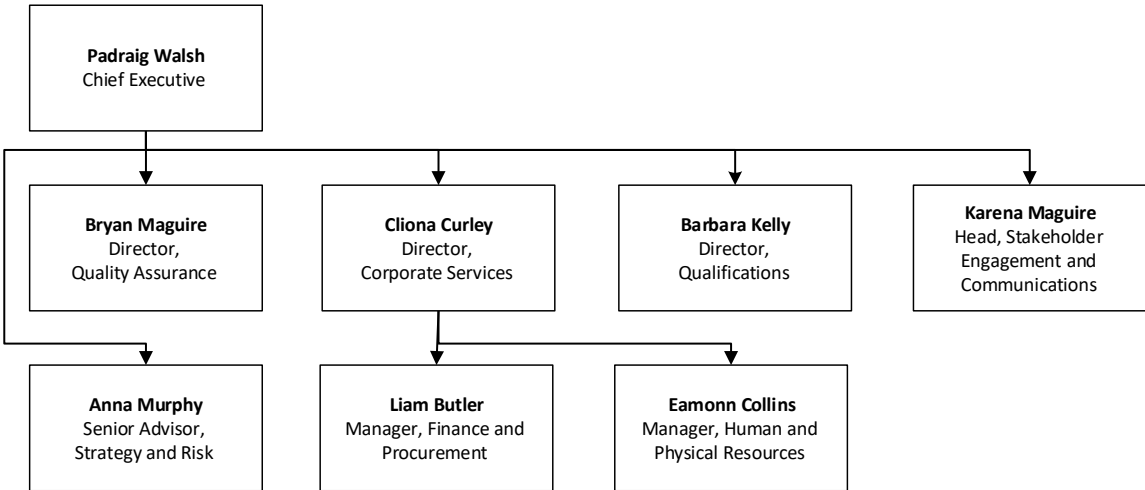 Padraig Walsh
Chief Executive
Bryan Maguire
Director,
Quality Assurance
Cliona Curley
Director,
Corporate Services
Barbara Kelly
Director,
Qualifications
Karena Maguire
Head, Stakeholder
Engagement and
Communications
Anna Murphy
Senior Advisor,
Strategy and Risk
Liam Butler
Manager, Finance and
Procurement
Eamonn Collins
Manager, Human and
Physical Resources